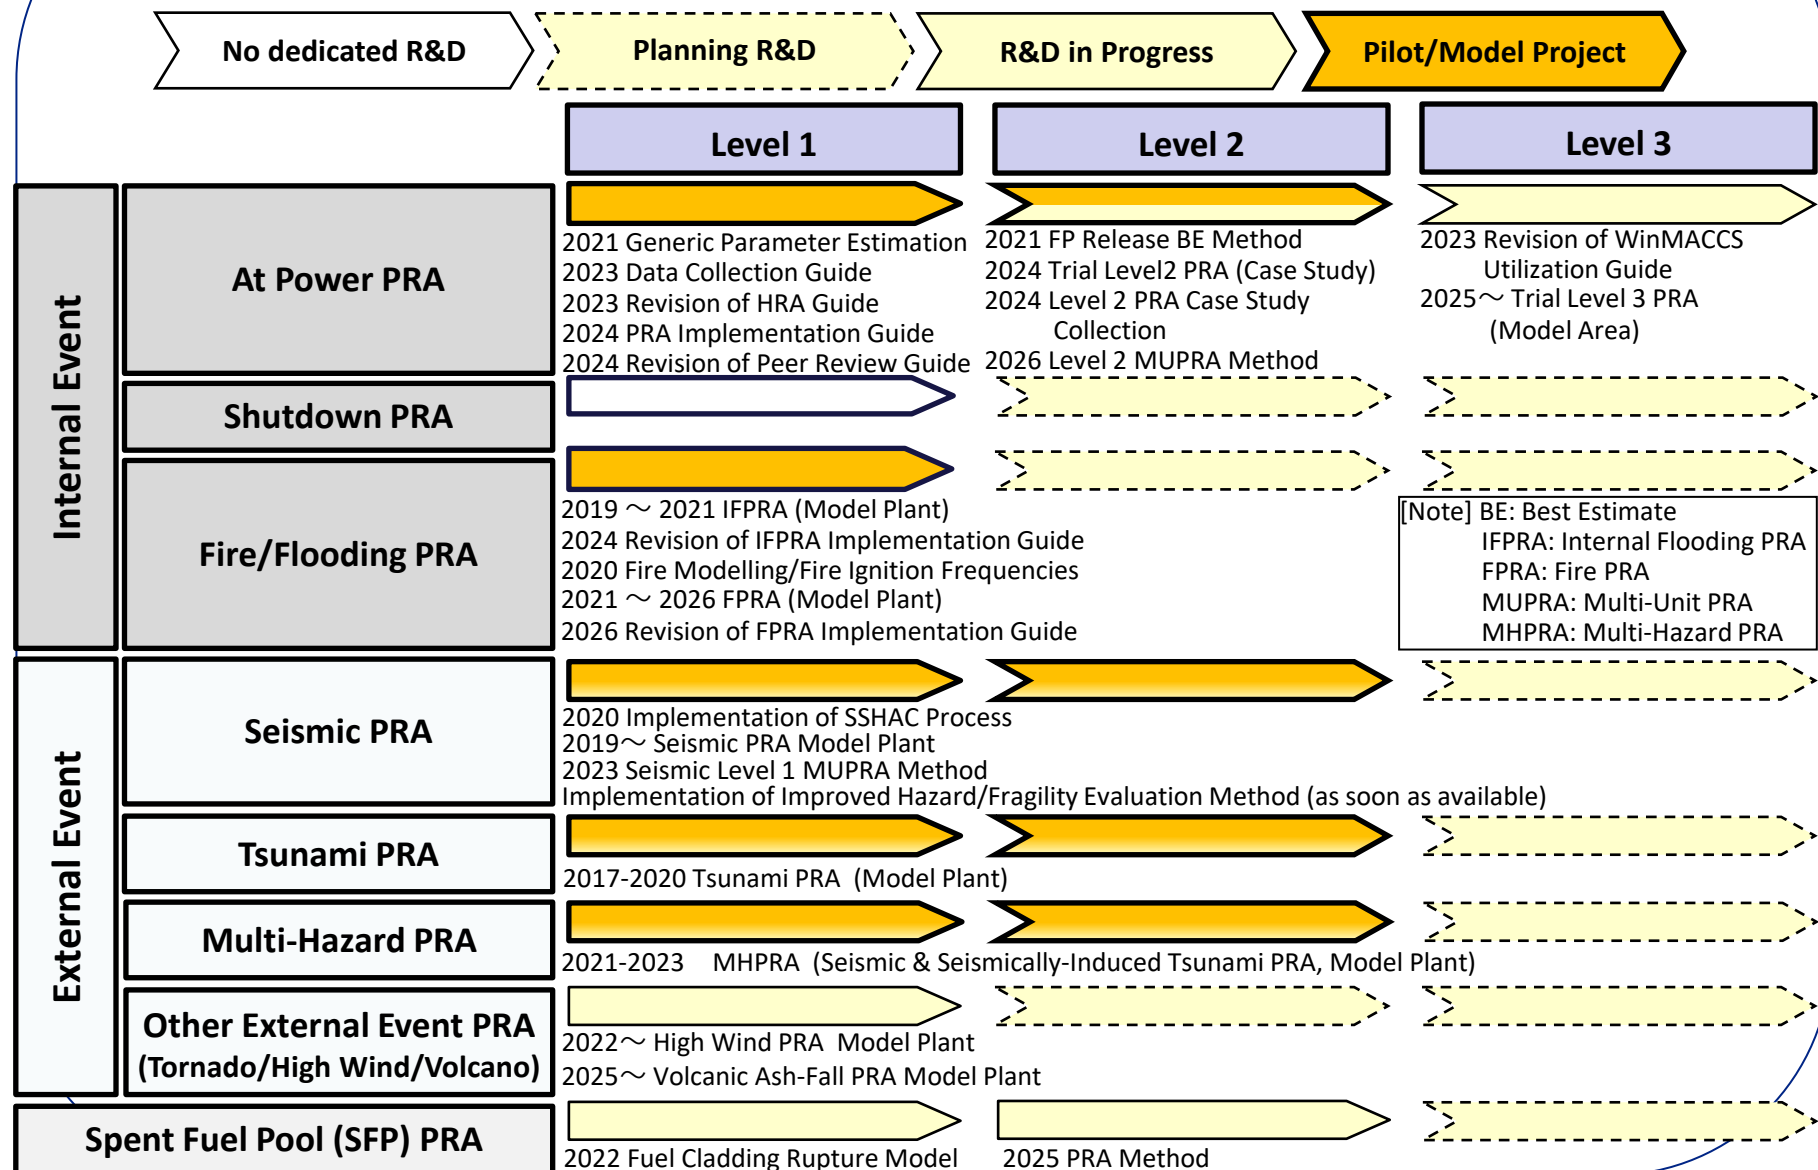 No dedicated R&D
Planning R&D
R&D in Progress
Pilot/Model Project
Level 1
Level 2
Level 3
Internal Event
At Power PRA
2021 Generic Parameter Estimation
2023 Data Collection Guide
2023 Revision of HRA Guide
2024 PRA Implementation Guide
2024 Revision of Peer Review Guide
2021 FP Release BE Method
2024 Trial Level2 PRA (Case Study)
2024 Level 2 PRA Case Study
Collection
2026 Level 2 MUPRA Method
2023 Revision of WinMACCS
Utilization Guide
2025～ Trial Level 3 PRA
(Model Area)
Shutdown PRA
Fire/Flooding PRA
2019 ～ 2021 IFPRA (Model Plant)
2024 Revision of IFPRA Implementation Guide
2020 Fire Modelling/Fire Ignition Frequencies
2021 ～ 2026 FPRA (Model Plant)
2026 Revision of FPRA Implementation Guide
[Note] BE: Best Estimate
IFPRA: Internal Flooding PRA
FPRA: Fire PRA
MUPRA: Multi-Unit PRA
MHPRA: Multi-Hazard PRA
External Event
Seismic PRA
2020 Implementation of SSHAC Process
2019～ Seismic PRA Model Plant
2023 Seismic Level 1 MUPRA Method
Implementation of Improved Hazard/Fragility Evaluation Method (as soon as available)
Tsunami PRA
2017-2020 Tsunami PRA (Model Plant)
Multi-Hazard PRA
2021-2023 MHPRA (Seismic & Seismically-Induced Tsunami PRA, Model Plant)
Other External Event PRA
(Tornado/High Wind/Volcano)
2022～ High Wind PRA Model Plant
2025～ Volcanic Ash-Fall PRA Model Plant
Spent Fuel Pool (SFP) PRA
2022 Fuel Cladding Rupture Model
2025 PRA Method